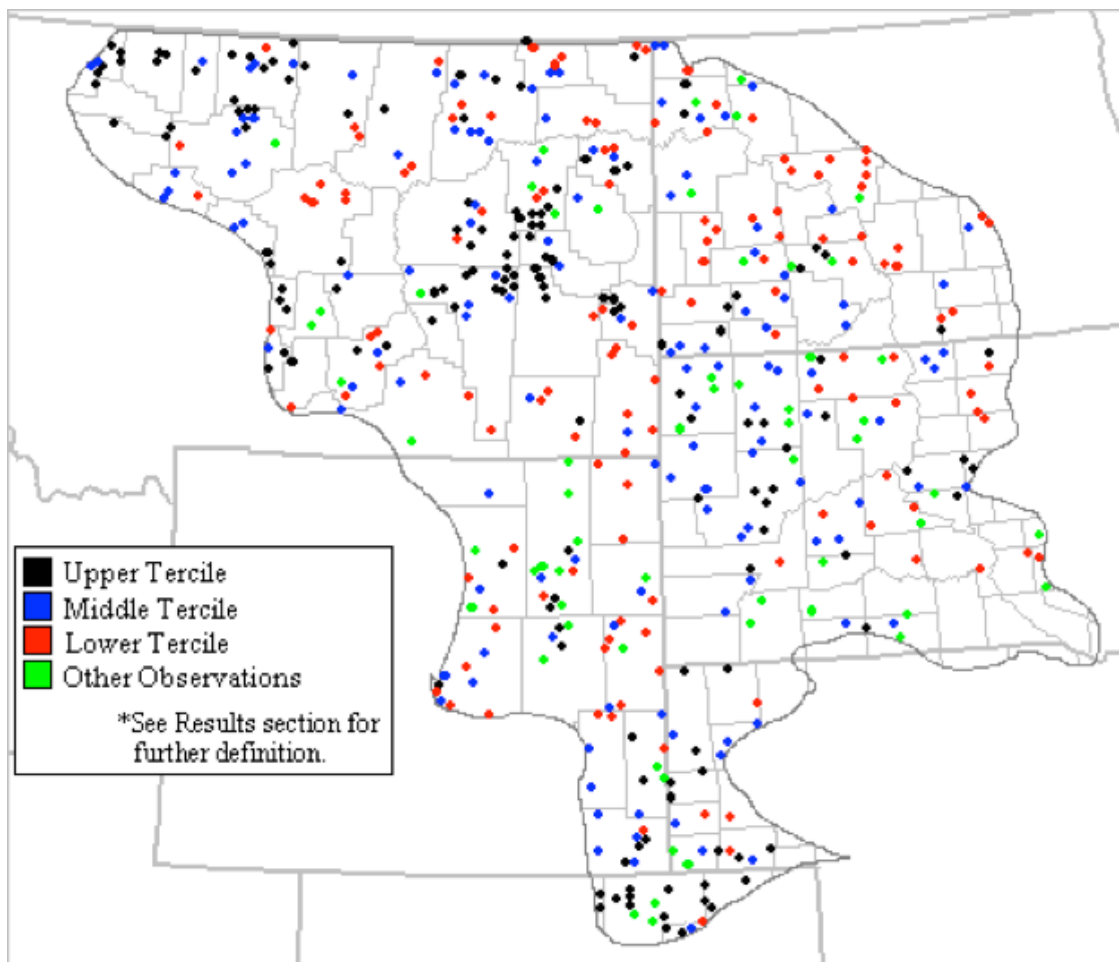 Upper Tercile
Middle Tercile
Lower Tercile
Other Observations
*See Results section for
further definition.